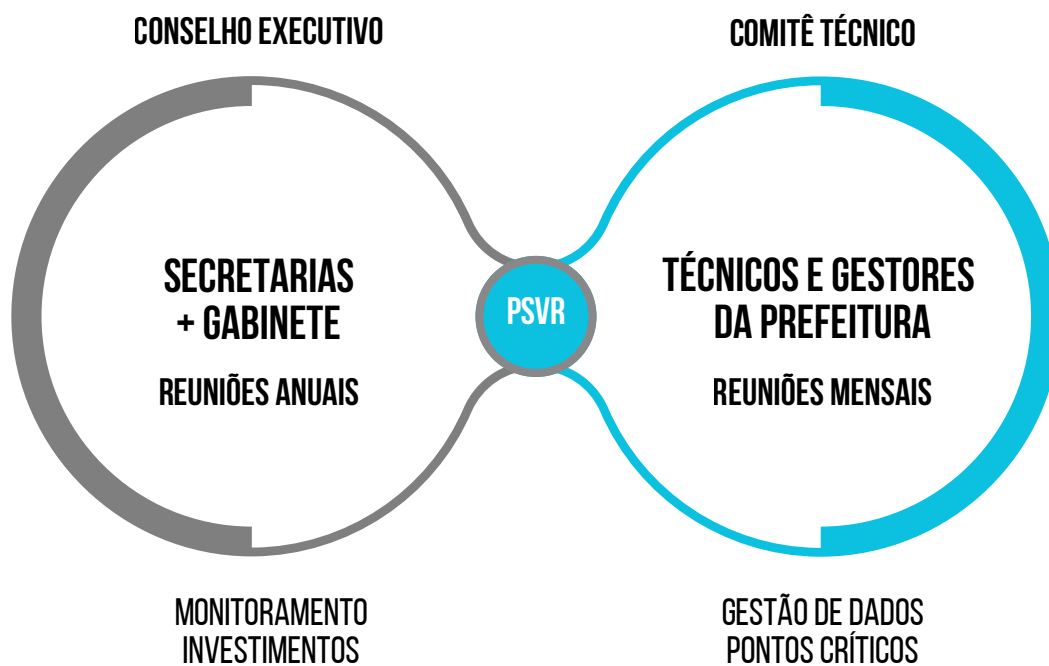 CONSELHO EXECUTIVO
SECRETARIAS
+ GABINETE
REUNIÕES ANUAIS
MONITORAMENTO
INVESTIMENTOS
PSVR
COMITÊ TÉCNICO
TÉCNICOS E GESTORES
DA PREFEITURA
REUNIÕES MENSAIS
GESTÃO DE DADOS
PONTOS CRÍTICOS